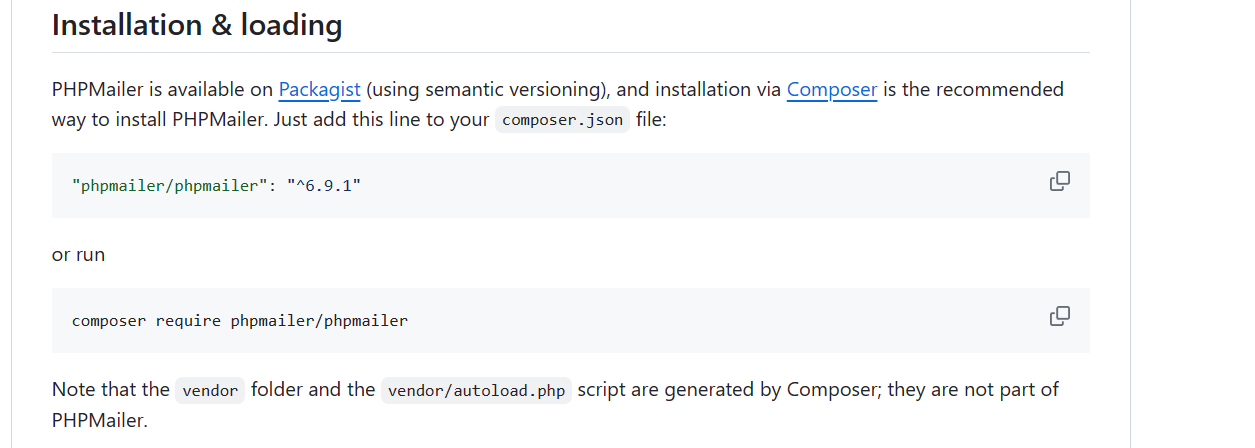 Installation & loading
PHPMailer is available on Packagist (using semantic versioning), and installation via Composer is the recommended
way to install PHPMailer. Just add this line to your composer.json file:
"phpmailer/phpmailer": "^6.9.1"
or run
composer require phpmailer/phpmailer
Note that the vendor folder and the vendor/autoload.php script are generated by Composer; they are not part of
PHPMailer.